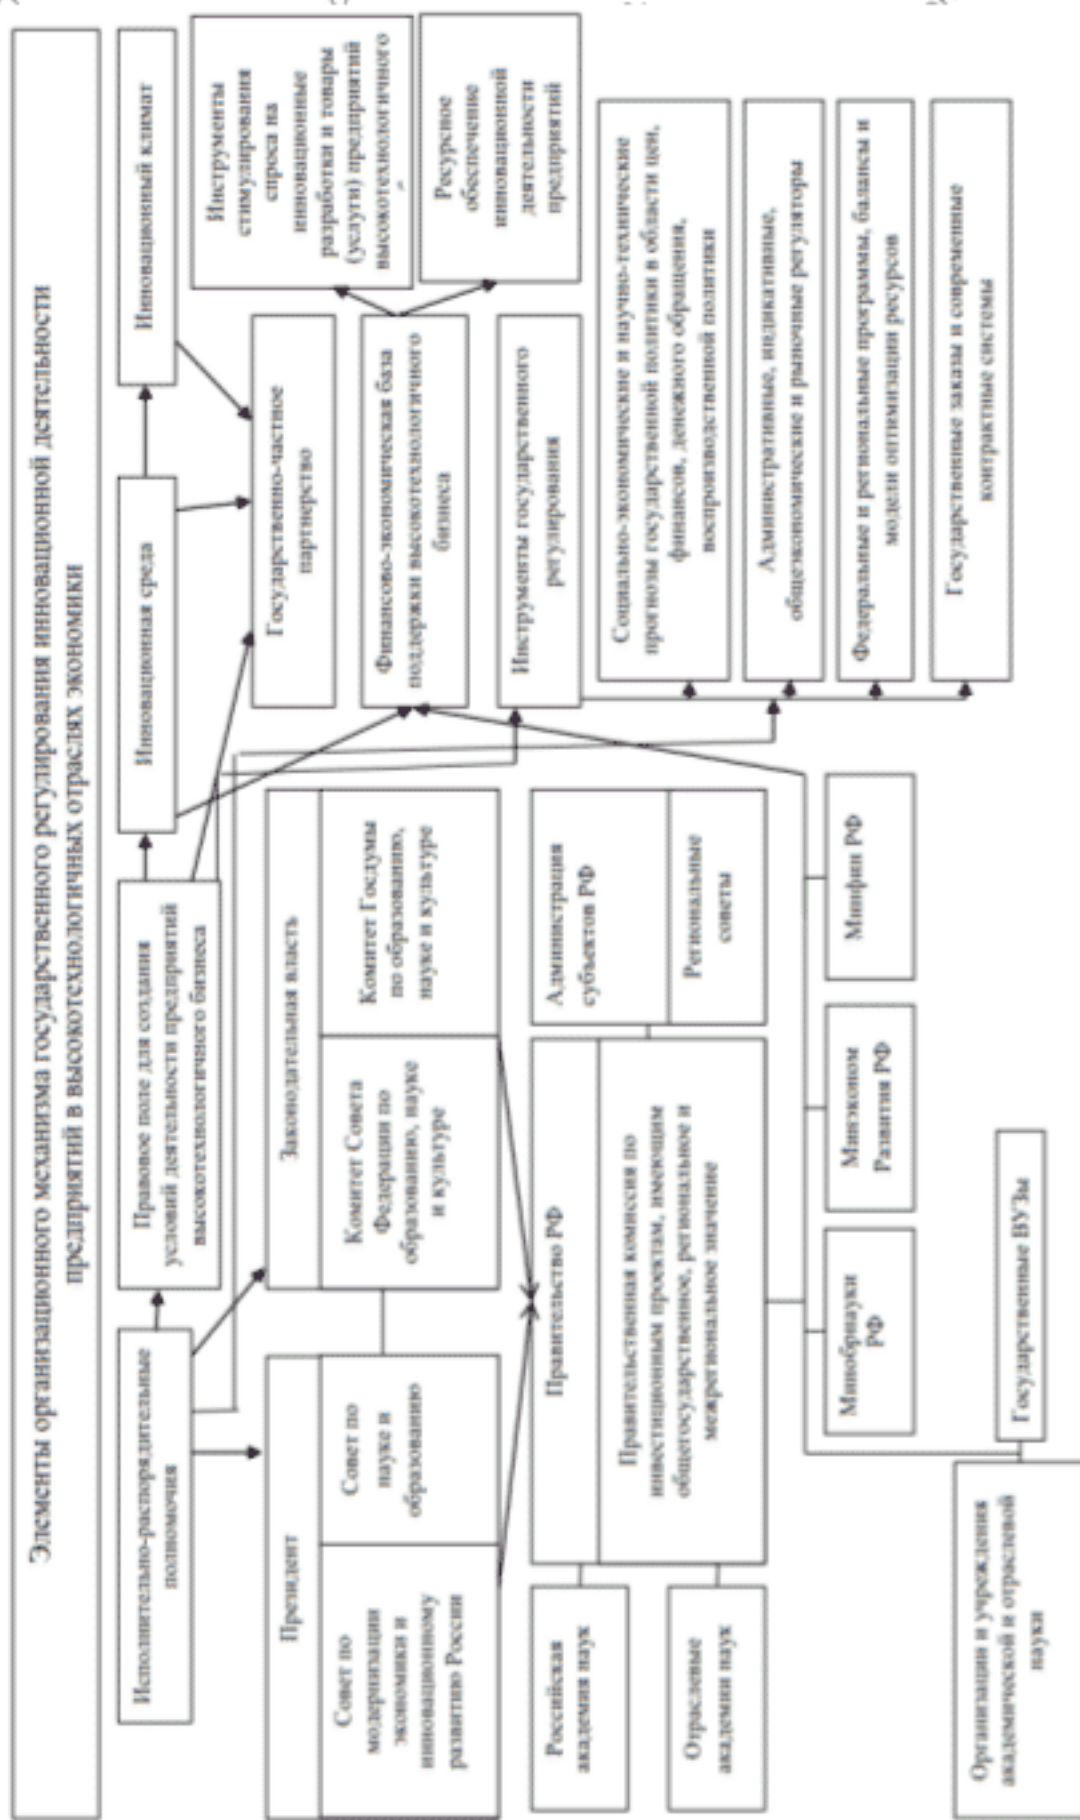 Элементы организационного механизма государственного регулирования инновационной деятельности
предприятий в высокотехнологичных отраслях экономики
Исполнительно-распорядительные
полномочия
Правовое поле для создания
условий деятельности предприятий
высокотехнологичного бизнеса
Инновационная среда
Инновационный климат
Президент
Совет по
модернизации
экономики и
инновационному
развитию России
Совет по
науке и
образованию
Законодательная власть
Комитет Совета
Федерации по
образованию, науке
и культуре
Комитет Госдумы
по образованию,
науке и культуре
Государственно-частное
партнерство
Финансово-экономическая база
поддержки высокотехнологичного
бизнеса
Инструменты государственного
регулирования
Инструменты
стимулирования
спроса на
инновационные
разработки и товары
(услуги) предприятий
высокотехнологичного
Ресурсное
обеспечение
инновационной
деятельности
предприятий
Российская
академия наук
Отраслевые
академии наук
Правительство РФ
Правительственная комиссия по
инвестиционным проектам, имеющим
общегосударственное, региональное и
межрегиональное значение
Администрация
субъектов РФ
Региональные
советы
Социально-экономические и научно-технические
прогнозы государственной политики в области цен,
финансов, денежного обращения,
воспроизводственной политики
Административные, индикативные,
общеэкономические и рыночные регуляторы
Федеральные и региональные программы, балансы и
модели оптимизации ресурсов
Государственные заказы и современные
контрактные системы
Минобрнауки
РФ
Минэконом
Развития РФ
Минфин РФ
Организации и учреждения
академической и отраслевой
науки
Государственные ВУЗы